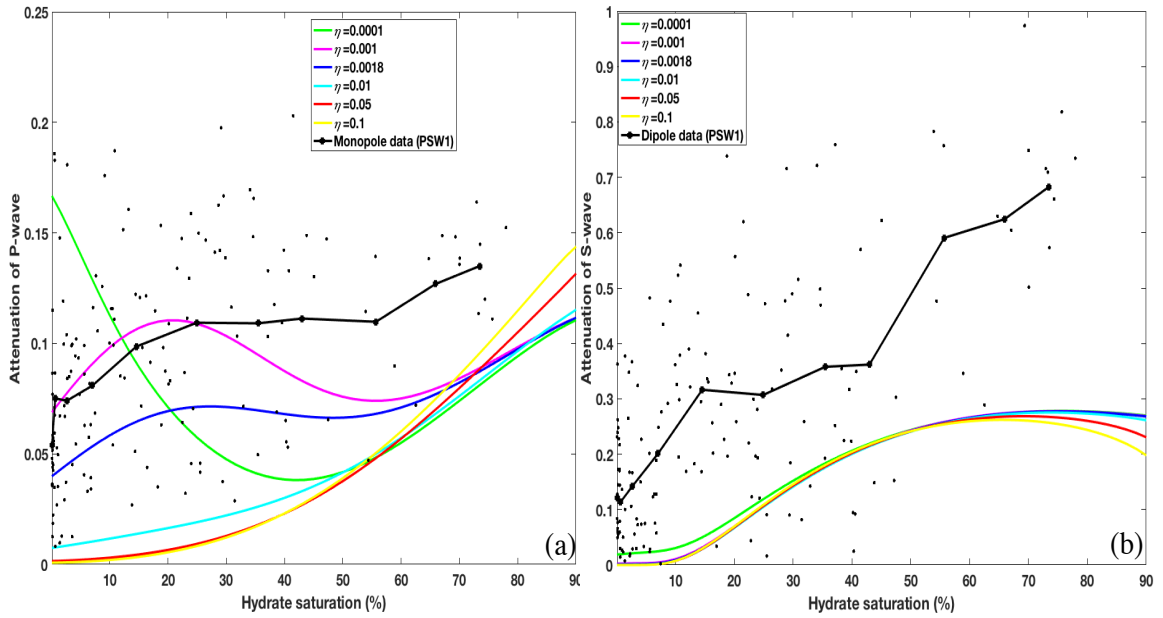 0.25
0.2
0.15
0.1
0.05
0
Attenuation of P-wave
η=0.0001
η=0.001
η=0.0018
η=0.01
η=0.05
η=0.1
Monopole data (PSW1)
(a)
0 10 20 30 40 50 60 70 80 90
Hydrate saturation (%)
1
0.9
0.8
0.7
0.6
0.5
0.4
0.3
0.2
0.1
0
Attenuation of S-wave
η=0.0001
η=0.001
η=0.0018
η=0.01
η=0.05
η=0.1
Dipole data (PSW1)
(b)
0 10 20 30 40 50 60 70 80 90
Hydrate saturation (%)